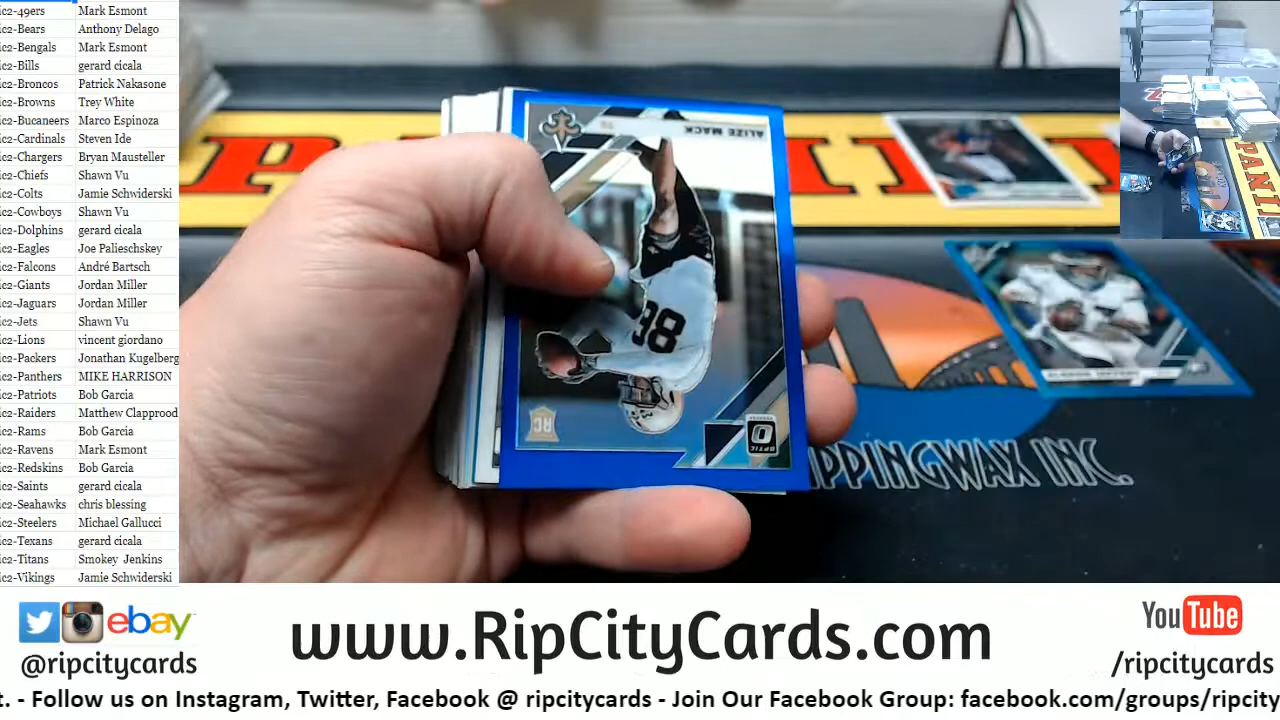 ic2-49ers Mark Esmont
ic2-Bears Anthony Delago
ic2-Bengals Mark Esmont
ic2-Bills gerard cicala
ic2-Broncos Patrick Nakasone
ic2-Browns Trey White
ic2-Bucaneers Marco Espinoza
ic2-Cardinals Steven Ide
ic2-Chargers Bryan Mausteller
ic2-Chiefs Shawn Vu
ic2-Colts Jamie Schwiderski
ic2-Cowboys Shawn Vu
ic2-Dolphins gerard cicala
ic2-Eagles Joe Palieschskey
ic2-Falcons André Bartsch
ic2-Giants Jordan Miller
ic2-Jaguars Jordan Miller
ic2-Jets Shawn Vu
ic2-Lions vincent giordano
ic2-Packers Jonathan Kugelberg
ic2-Panthers MIKE HARRISON
ic2-Patriots Bob Garcia
ic2-Raiders Matthew Clapprood
ic2-Rams Bob Garcia
ic2-Ravens Mark Esmont
ic2-Redskins Bob Garcia
ic2-Saints gerard cicala
ic2-Seahawks chris blessing
ic2-Steelers Michael Gallucci
ic2-Texans gerard cicala
ic2-Titans Smokey Jenkins
ic2-Vikings Jamie Schwiderski
ALIZE MACK
TE
RC
OPTIC
PANINI
PPINGWAX INC.
ebay
@ripcitycards
www.RipCityCards.com
YouTube
/ripcitycards
t. - Follow us on Instagram, Twitter, Facebook @ ripcitycards - Join Our Facebook Group: facebook.com/groups/ripcity